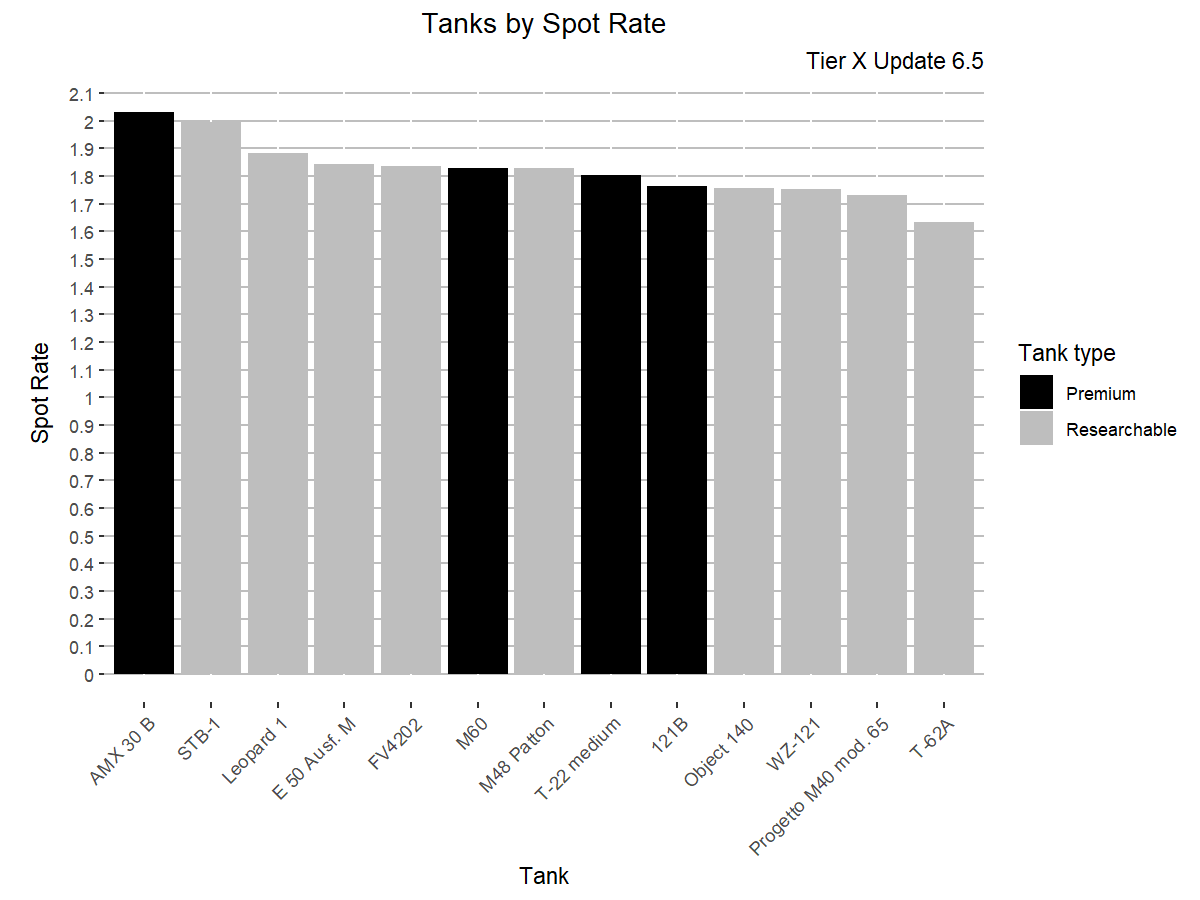 Tanks by Spot Rate
Tier X Update 6.5
Spot Rate
2.1
2
1.9
1.8
1.7
1.6
1.5
1.4
1.3
1.2
1.1
1
0.9
0.8
0.7
0.6
0.5
0.4
0.3
0.2
0.1
0
AMX 30 B
STB-1
Leopard 1
E 50 Ausf. M
FV4202
M60
M48 Patton
T-22 medium
121B
Object 140
WZ-121
Progetto M40 mod. 65
T-62A
Tank
Tank type
Premium
Researchable